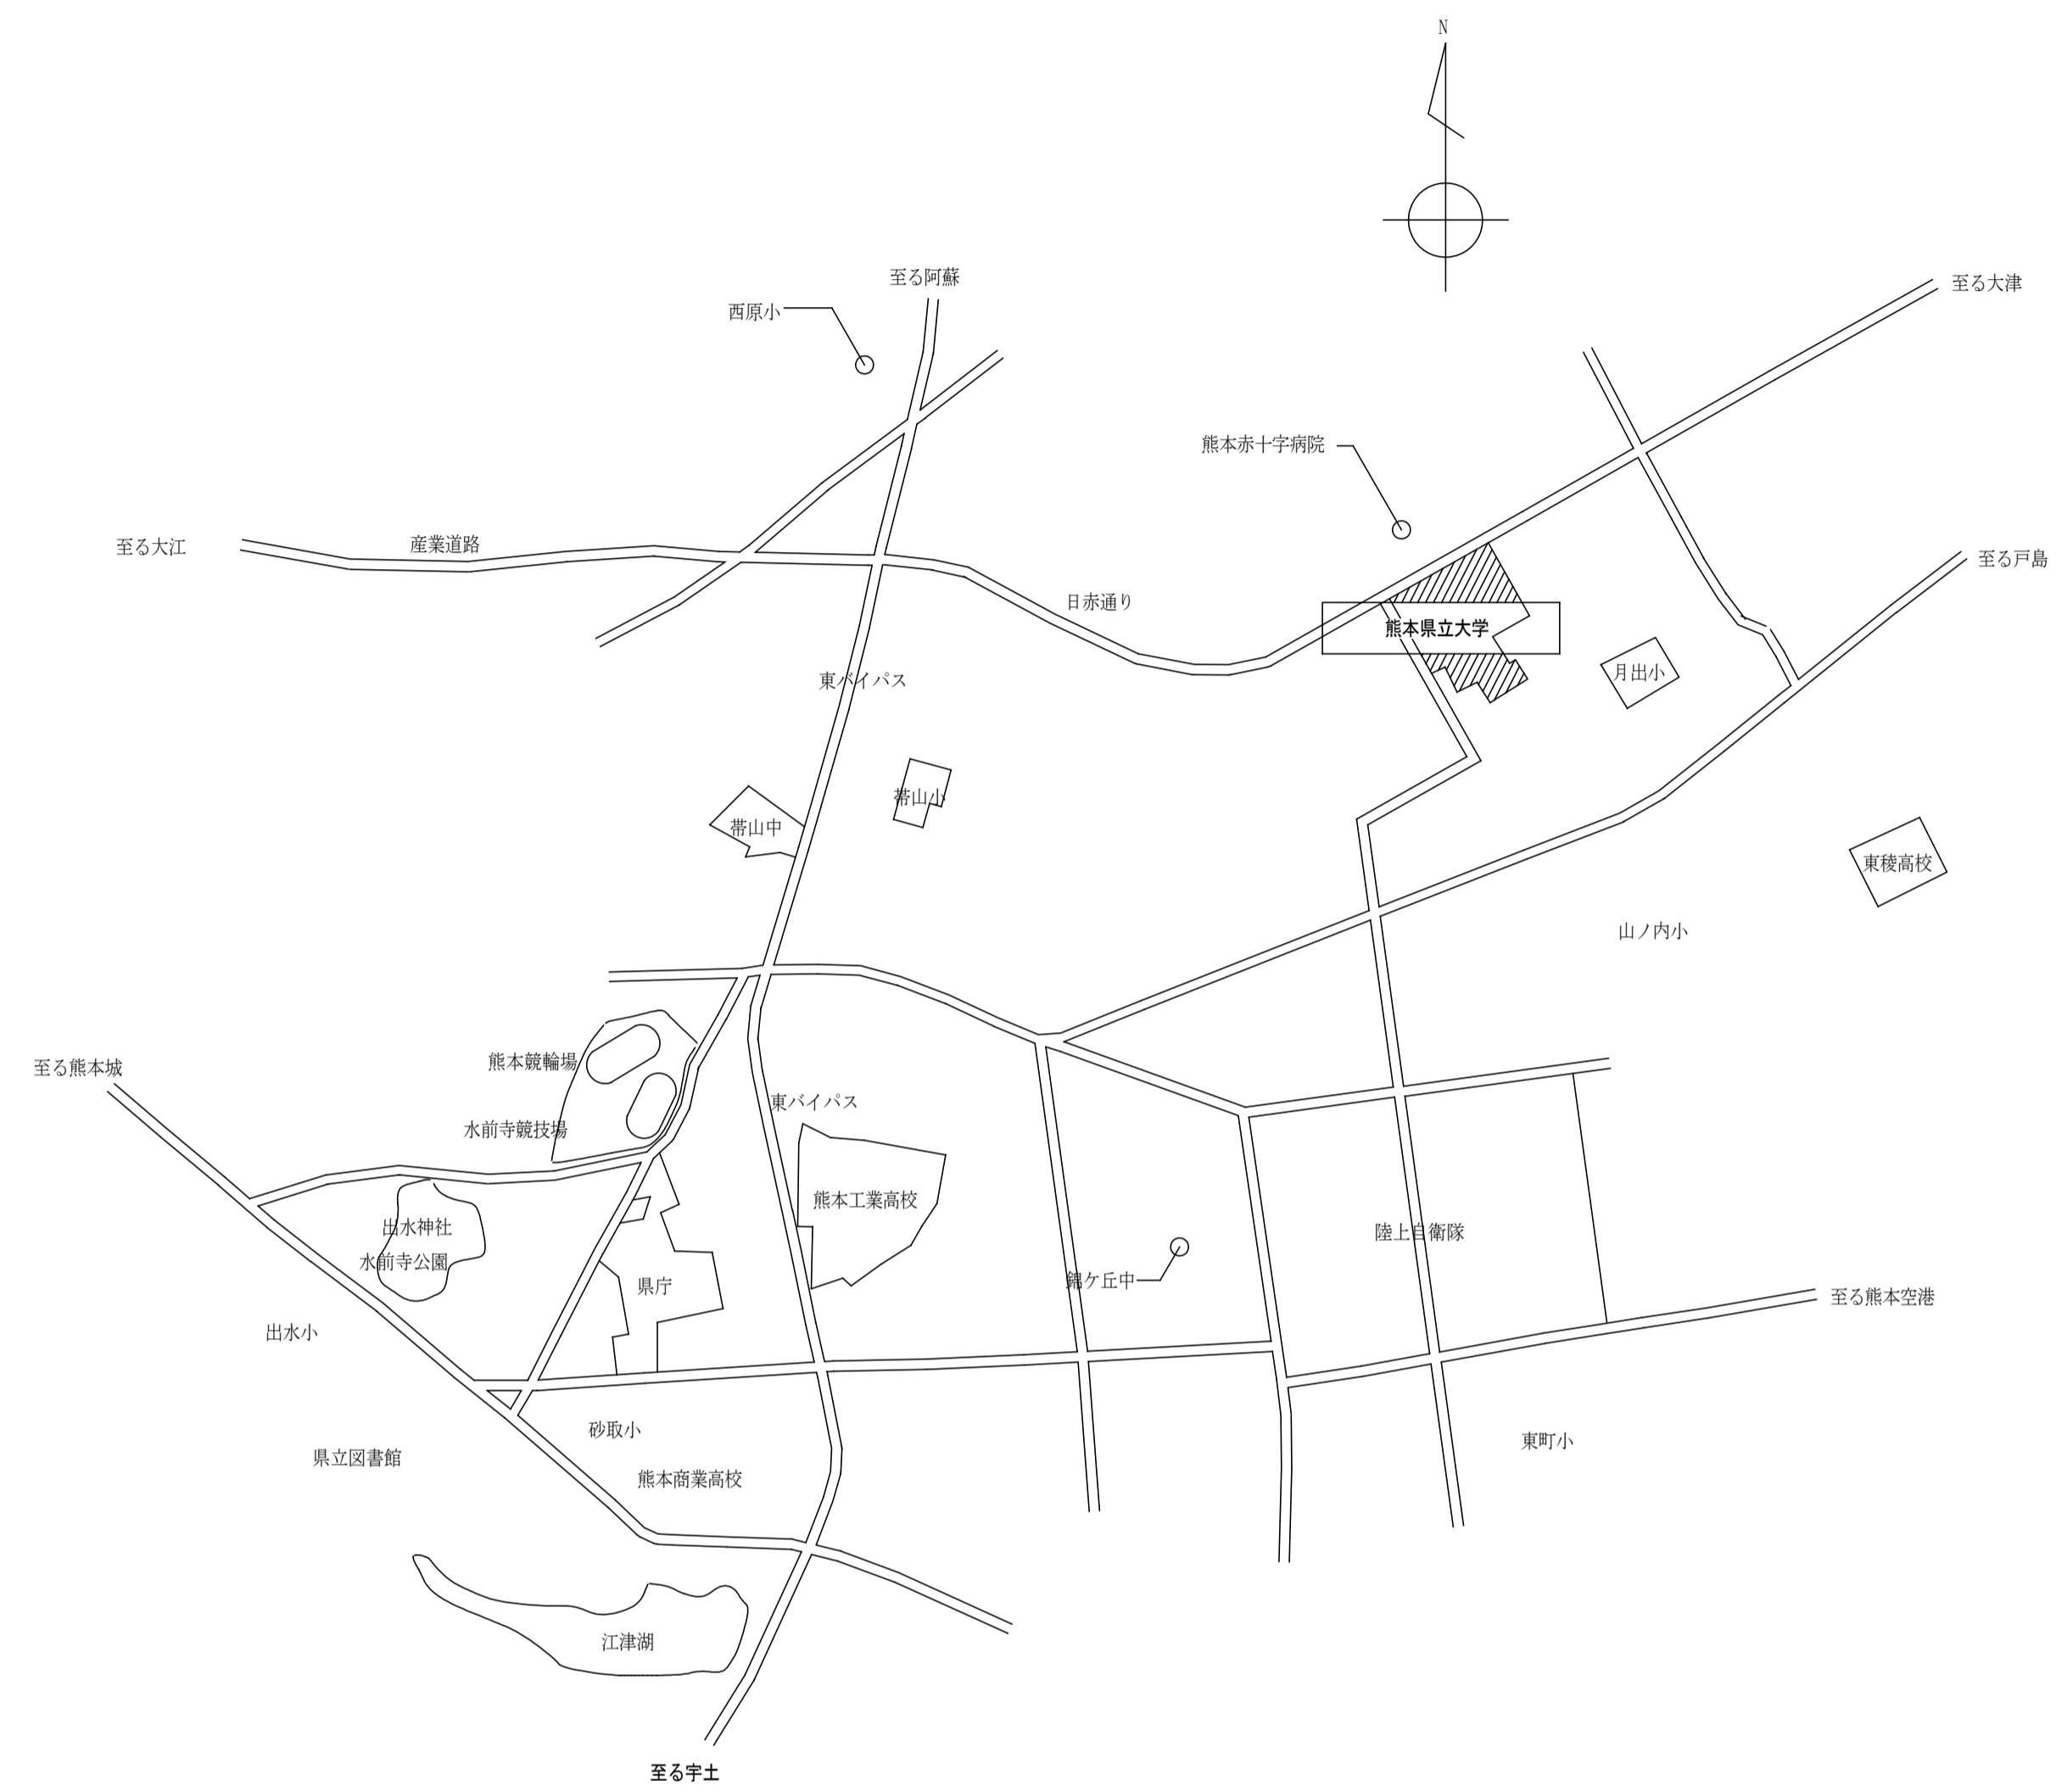 N
至る阿蘇
至る大津
西原小
熊本赤十字病院
産業道路
至る大江
至る戸島
日赤通り
熊本県立大学
月出小
東バイパス
帯山小
帯山中
東稜高校
山ノ内小
熊本競輪場
至る熊本城
東バイパス
水前寺競技場
熊本工業高校
出水神社
陸上自衛隊
水前寺公園
錦ケ丘中
県庁
至る熊本空港
出水小
砂取小
東町小
県立図書館
熊本商業高校
江津湖
至る宇土